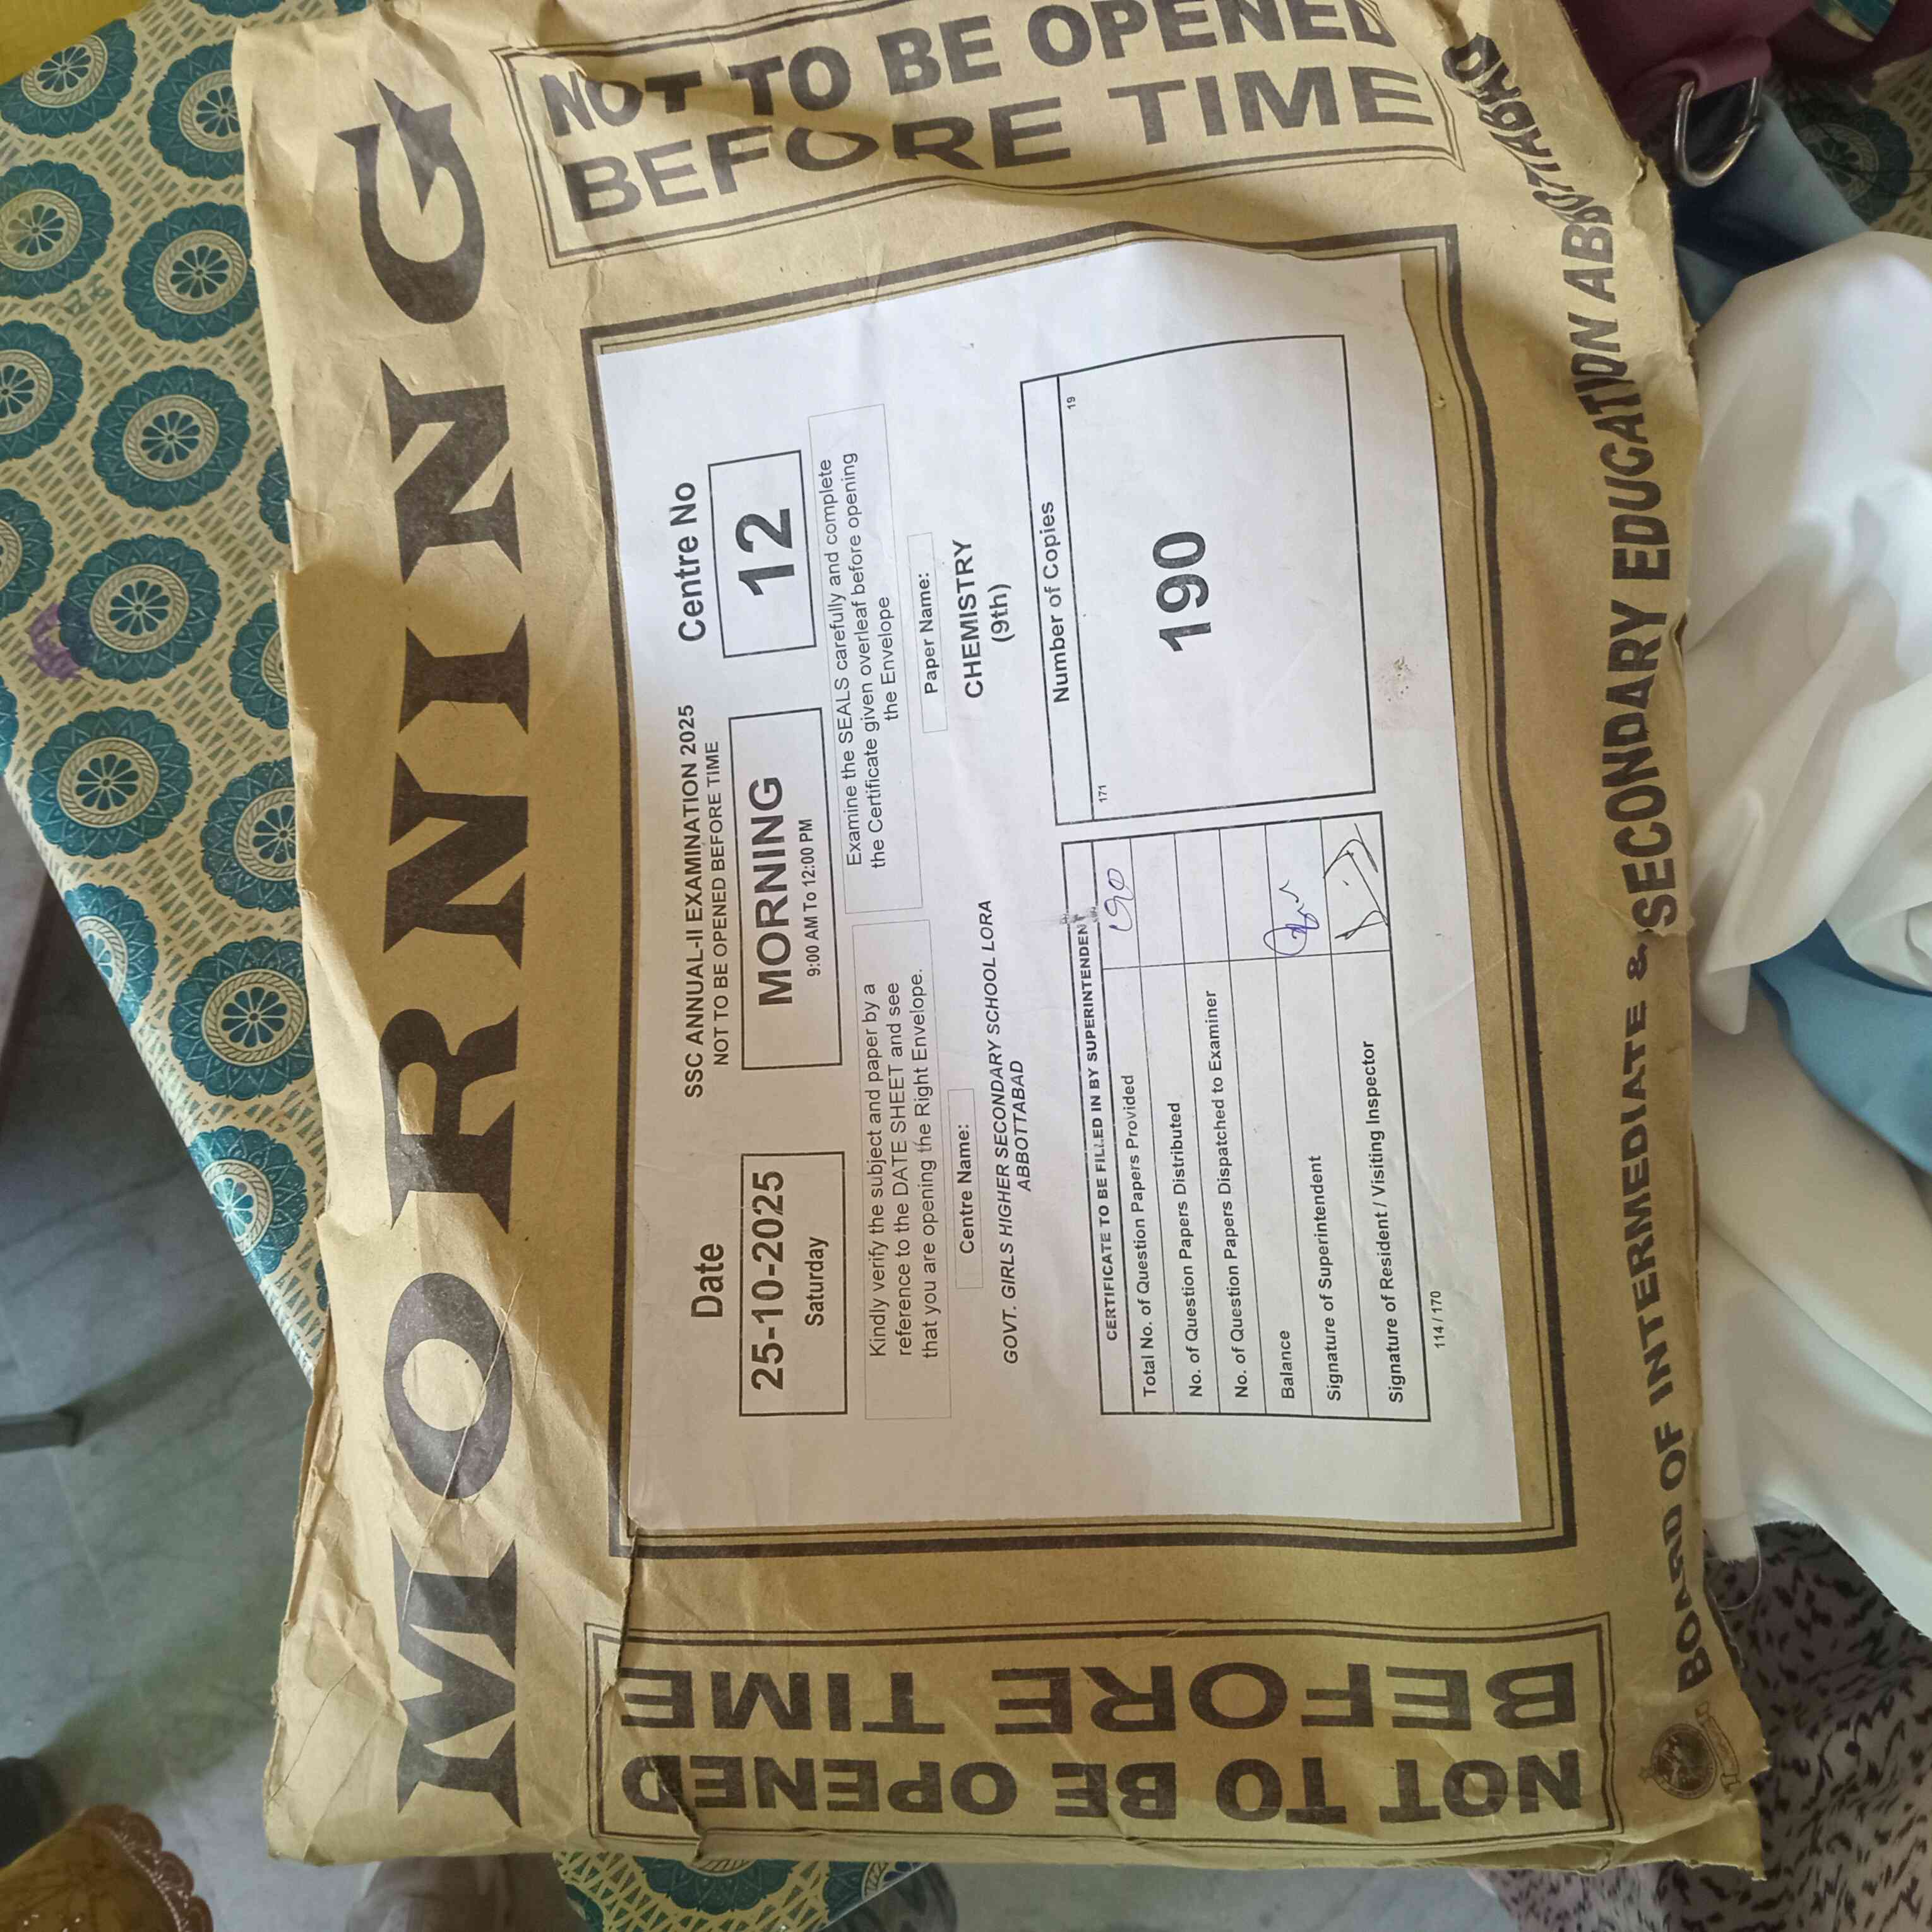 MORNING
NOT TO BE OPENED
BEFORE TIME
Date
25-10-2025
Saturday
SSC ANNUAL-II EXAMINATION 2025
NOT TO BE OPENED BEFORE TIME
MORNING
9:00 AM To 12:00 PM
Centre No
12
Kindly verify the subject and paper by a
reference to the DATE SHEET and see
that you are opening the Right Envelope.
Examine the SEALS carefully and complete
the Certificate given overleaf before opening
the Envelope
Centre Name:
GOVT. GIRLS HIGHER SECONDARY SCHOOL LORA
ABBOTTABAD
Paper Name:
CHEMISTRY
(9th)
CERTIFICATE TO BE FILLED IN BY SUPERINTENDENT
Total No. of Question Papers Provided 190
No. of Question Papers Distributed
No. of Question Papers Dispatched to Examiner
Balance
Signature of Superintendent
Signature of Resident / Visiting Inspector
Number of Copies
171 19
190
114 / 170
NOT TO BE OPENED
BEFORE TIME
BOARD OF INTERMEDIATE & SECONDARY EDUCATION ABBOTTABAD